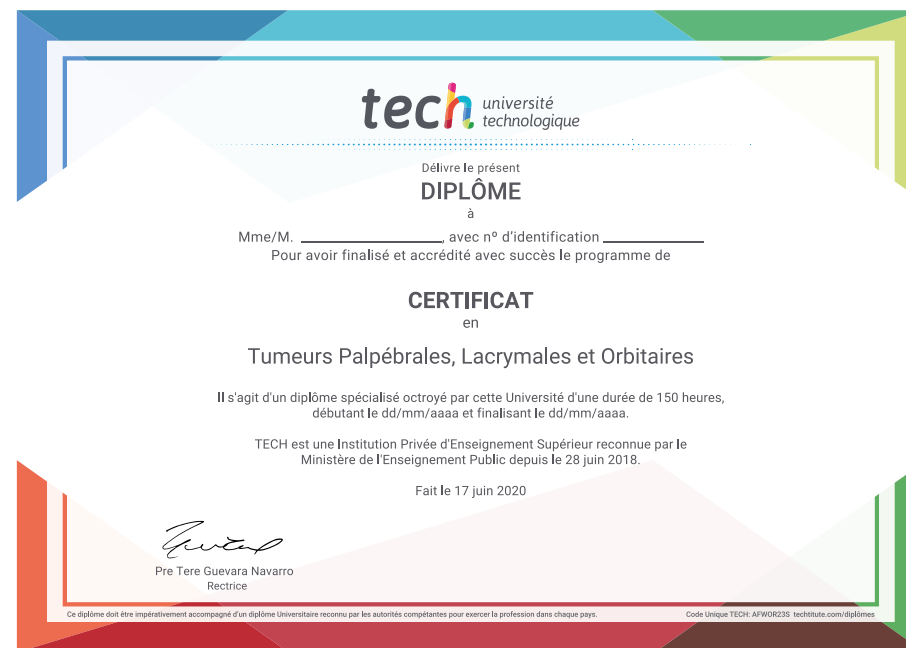 tech université
technologique
Délivre le présent
DIPLÔME
à
Mme/M. ____________________, avec nº d'identification ______________
Pour avoir finalisé et accrédité avec succès le programme de
CERTIFICAT
en
Tumeurs Palpébrales, Lacrymales et Orbitaires
Il s'agit d'un diplôme spécialisé octroyé par cette Université d'une durée de 150 heures,
débutant le dd/mm/aaaa et finalisant le dd/mm/aaaa.
TECH est une Institution Privée d'Enseignement Supérieur reconnue par le
Ministère de l'Enseignement Public depuis le 28 juin 2018.
Fait le 17 juin 2020
Pre Tere Guevara Navarro
Rectrice
Ce diplôme doit être impérativement accompagné d'un diplôme Universitaire reconnu par les autorités compétentes pour exercer la profession dans chaque pays. Code Unique TECH: AFWOR23S techtitute.com/diplômes